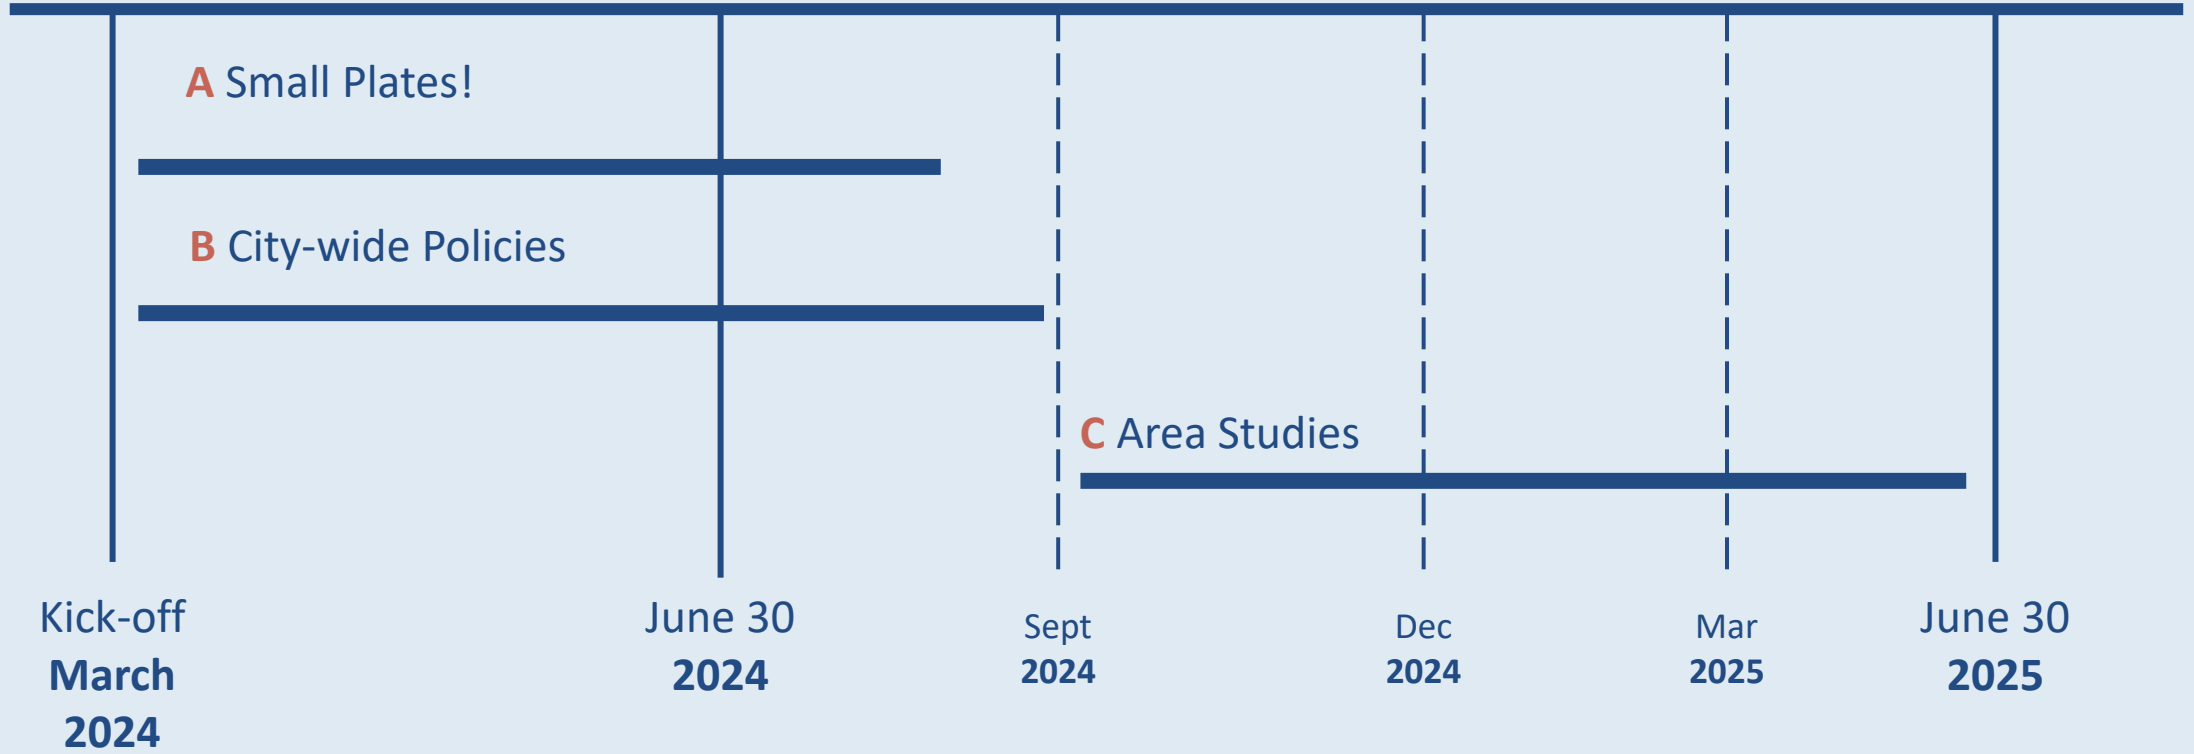 A Small Plates!
B City-wide Policies
C Area Studies
Kick-off
March
2024
June 30
2024
Sept
2024
Dec
2024
Mar
2025
June 30
2025